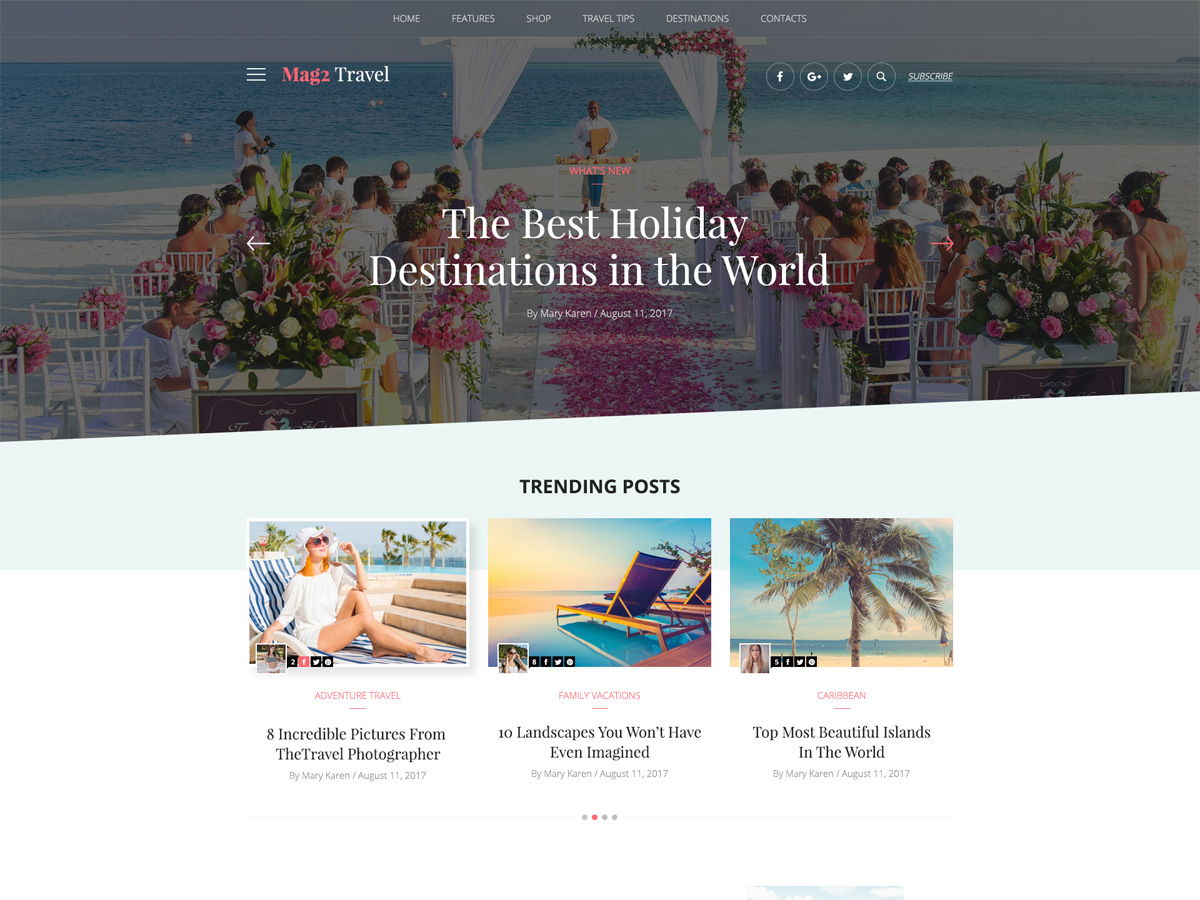 HOME FEATURES SHOP TRAVEL TIPS DESTINATIONS CONTACTS
Mag2 Travel
SUBSCRIBE
WHAT'S NEW
The Best Holiday
Destinations in the World
By Mary Karen / August 11, 2017
TRENDING POSTS
2
8
5
ADVENTURE TRAVEL
8 Incredible Pictures From
TheTravel Photographer
By Mary Karen / August 11, 2017
FAMILY VACATIONS
10 Landscapes You Won't Have
Even Imagined
By Mary Karen / August 11, 2017
CARIBBEAN
Top Most Beautiful Islands
In The World
By Mary Karen / August 11, 2017